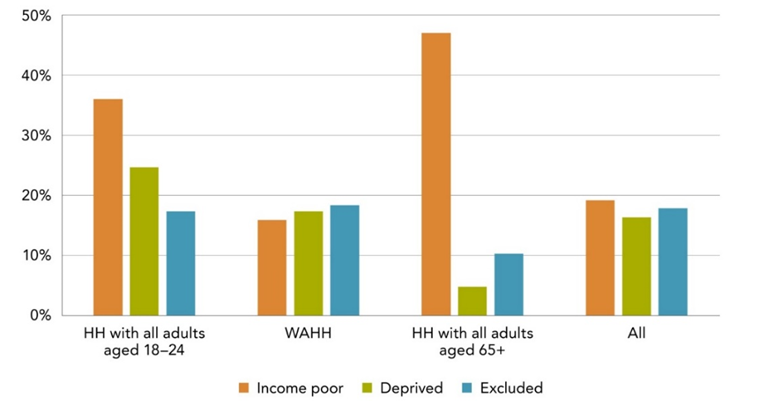 50%
40%
30%
20%
10%
0%
HH with all adults
aged 18–24
WAHH
HH with all adults
aged 65+
All
Income poor
Deprived
Excluded